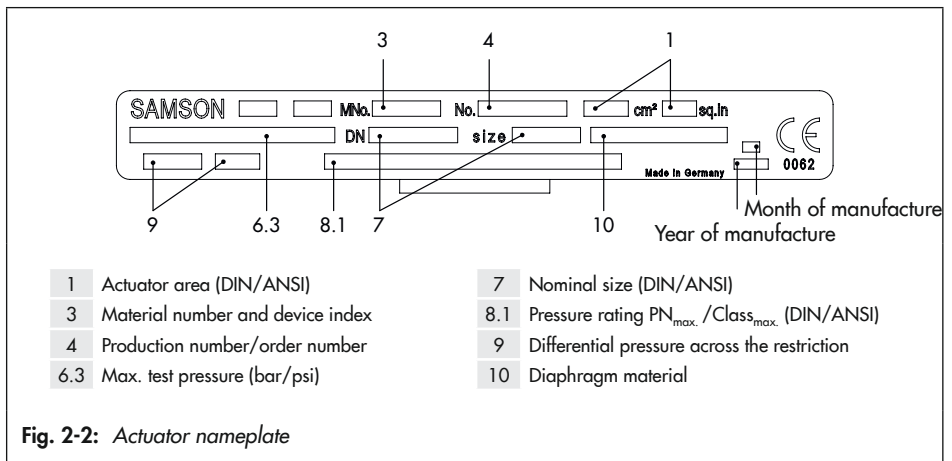 3 4 1
SAMSON MNo. No. cm² sq.in
DN size CE
Made in Germany 0062
9 6.3 8.1 7 10 Month of manufacture
Year of manufacture
1 Actuator area (DIN/ANSI)
3 Material number and device index
4 Production number/order number
6.3 Max. test pressure (bar/psi)
7 Nominal size (DIN/ANSI)
8.1 Pressure rating PNmax. /Classmax. (DIN/ANSI)
9 Differential pressure across the restriction
10 Diaphragm material
Fig. 2-2: Actuator nameplate